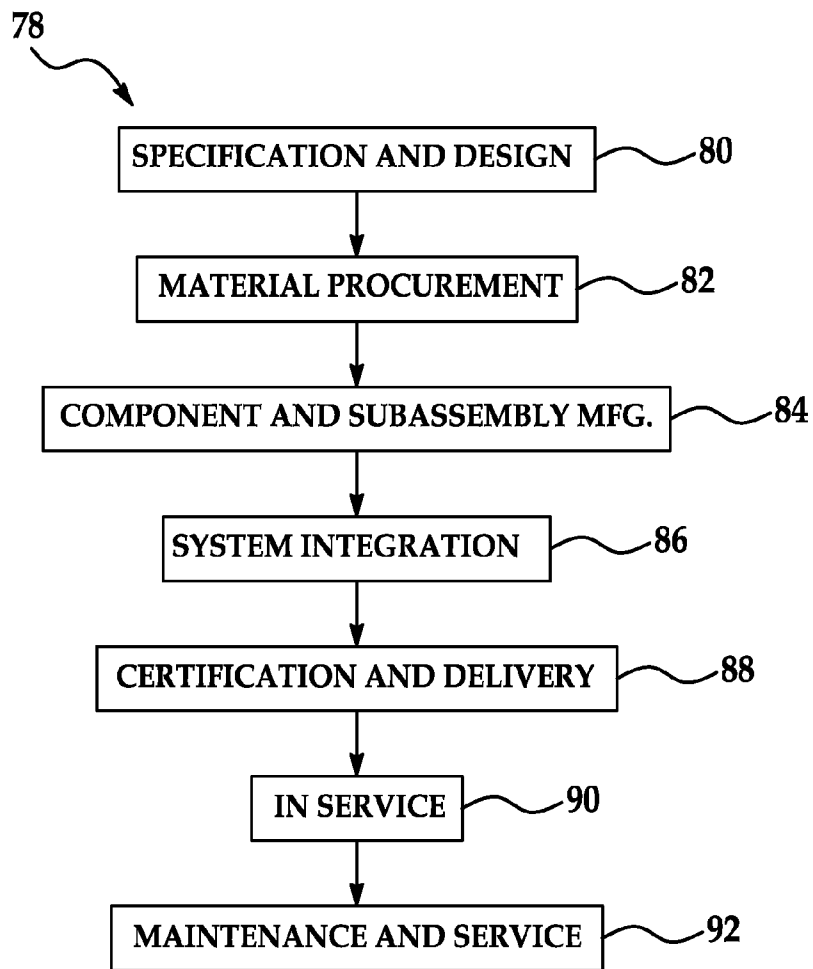 78
SPECIFICATION AND DESIGN 80
MATERIAL PROCUREMENT 82
COMPONENT AND SUBASSEMBLY MFG. 84
SYSTEM INTEGRATION 86
CERTIFICATION AND DELIVERY 88
IN SERVICE 90
MAINTENANCE AND SERVICE 92